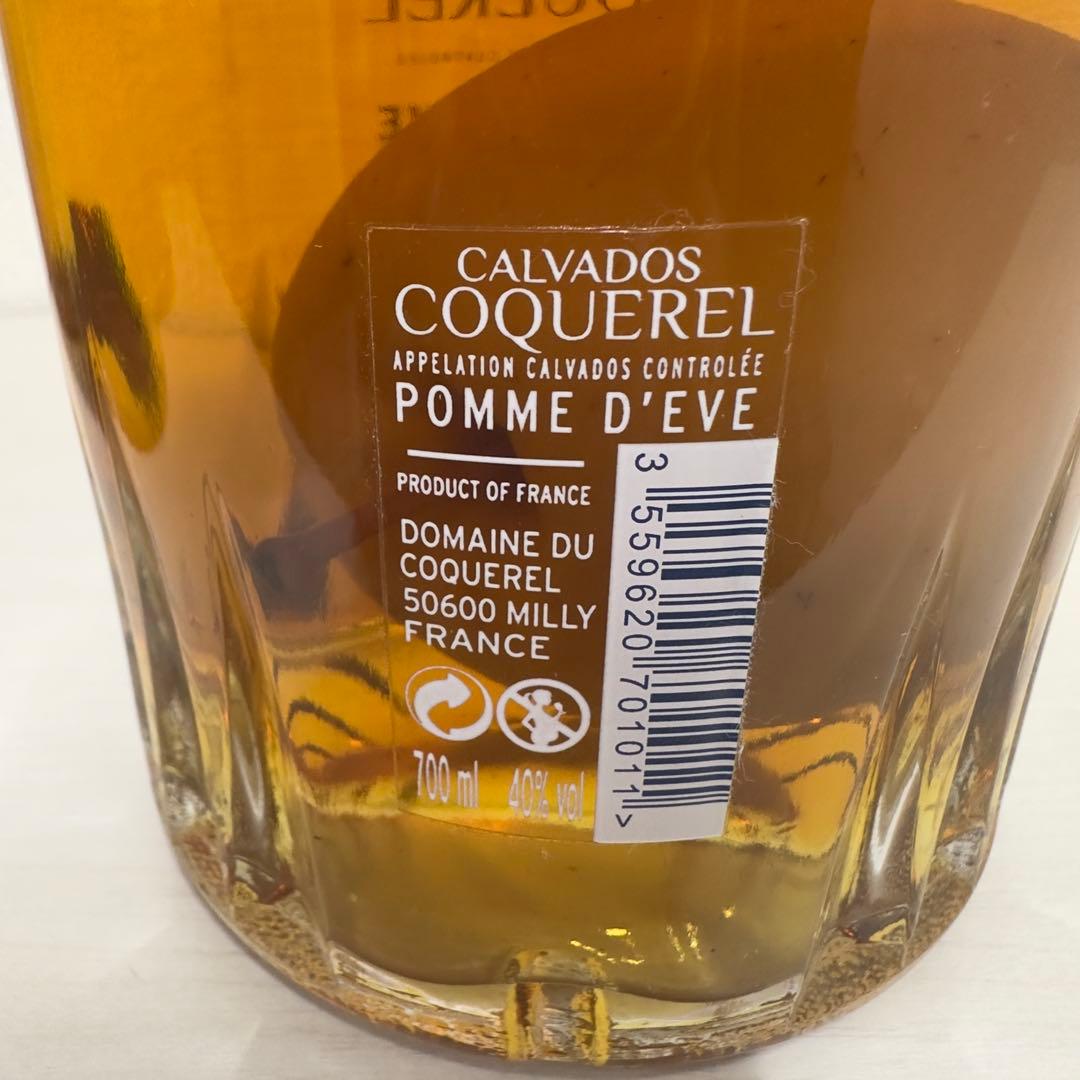 CALVADOS
COQUEREL
APPELATION CALVADOS CONTROLÉE
POMME D'EVE
PRODUCT OF FRANCE
DOMAINE DU
COQUEREL
50600 MILLY
FRANCE
700 ml 40% vol
3 559620 701011 >